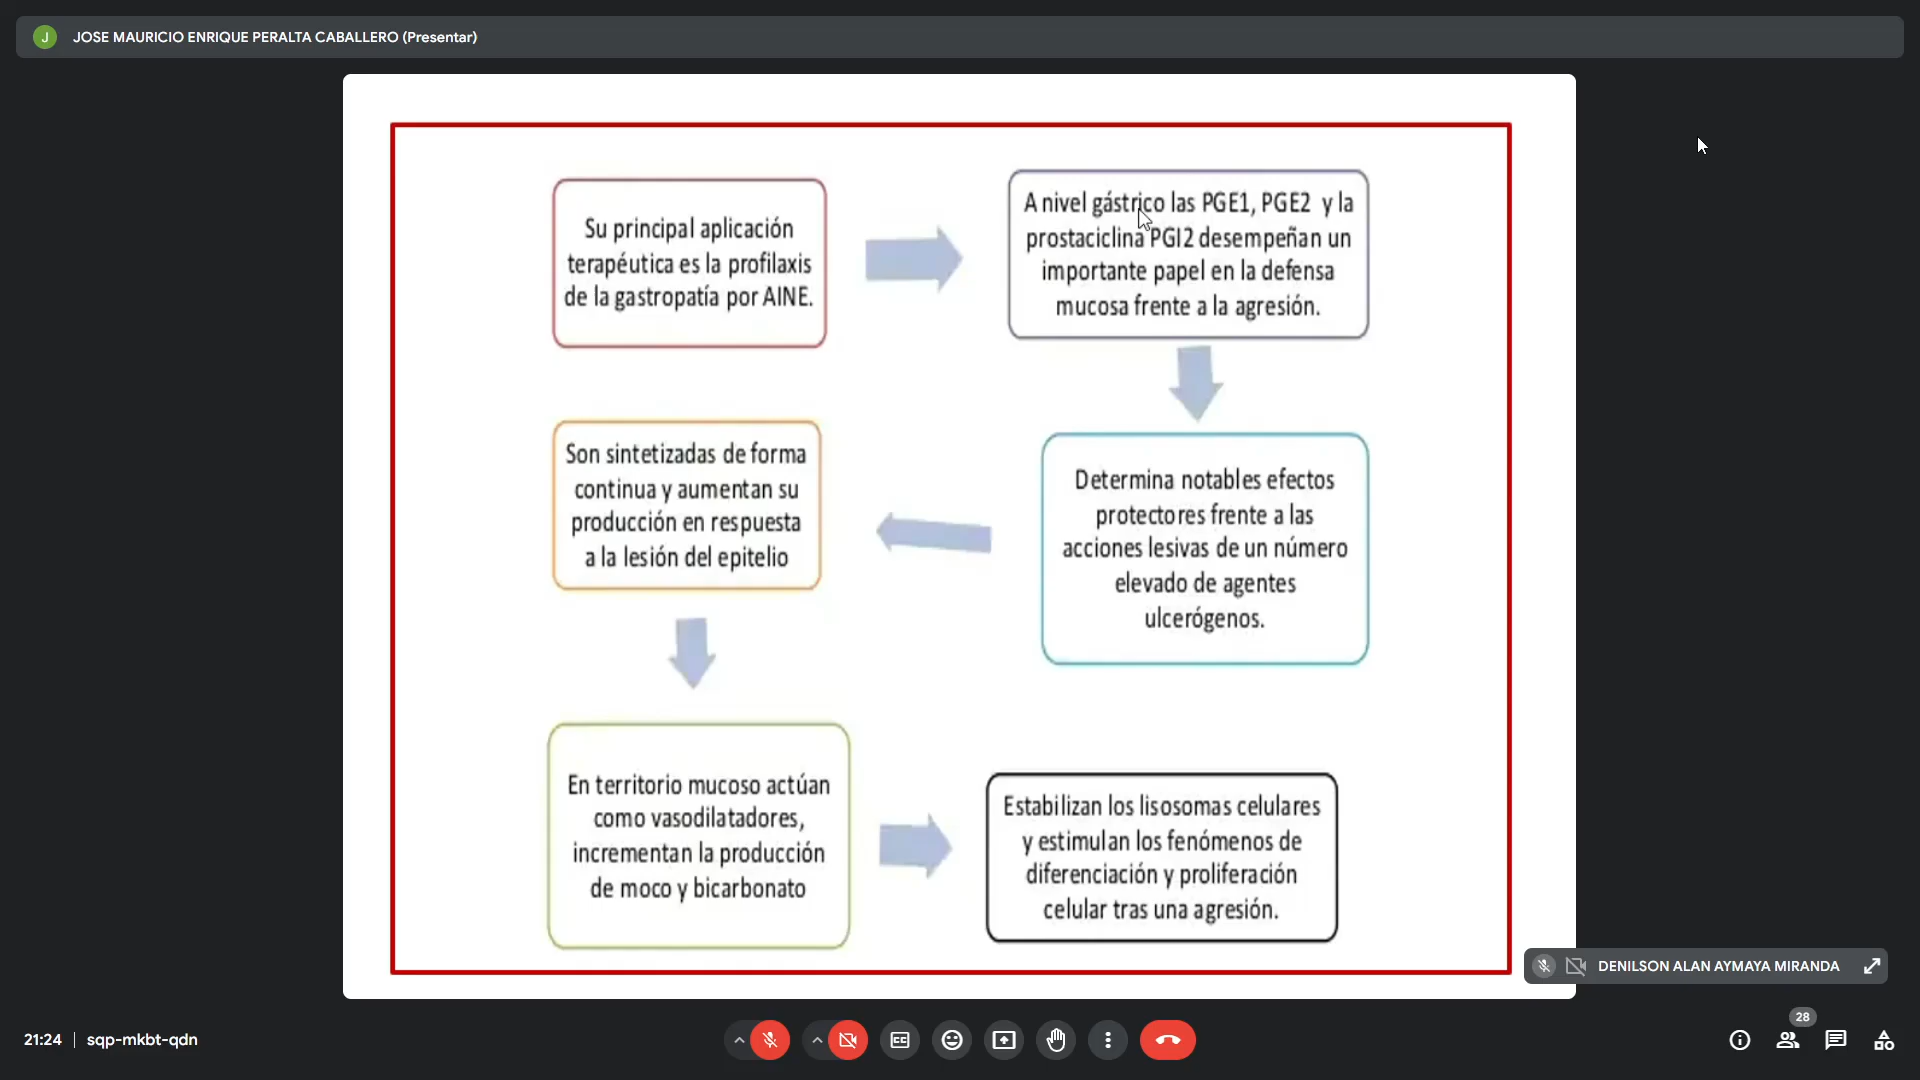 J
JOSE MAURICIO ENRIQUE PERALTA CABALLERO (Presentar)
Su principal aplicación
terapéutica es la profilaxis
de la gastropatía por AINE.
A nivel gástrico las PGE1, PGE2 y la
prostaciclina PGI2 desempeñan un
importante papel en la defensa
mucosa frente a la agresión.
Determina notables efectos
protectores frente a las
acciones lesivas de un número
elevado de agentes
ulcerógenos.
Son sintetizadas de forma
continua y aumentan su
producción en respuesta
a la lesión del epitelio
En territorio mucoso actúan
como vasodilatadores,
incrementan la producción
de moco y bicarbonato
Estabilizan los lisosomas celulares
y estimulan los fenómenos de
diferenciación y proliferación
celular tras una agresión.
DENILSON ALAN AYMAYA MIRANDA
21:24 | sqp-mkbt-qdn
CC
28